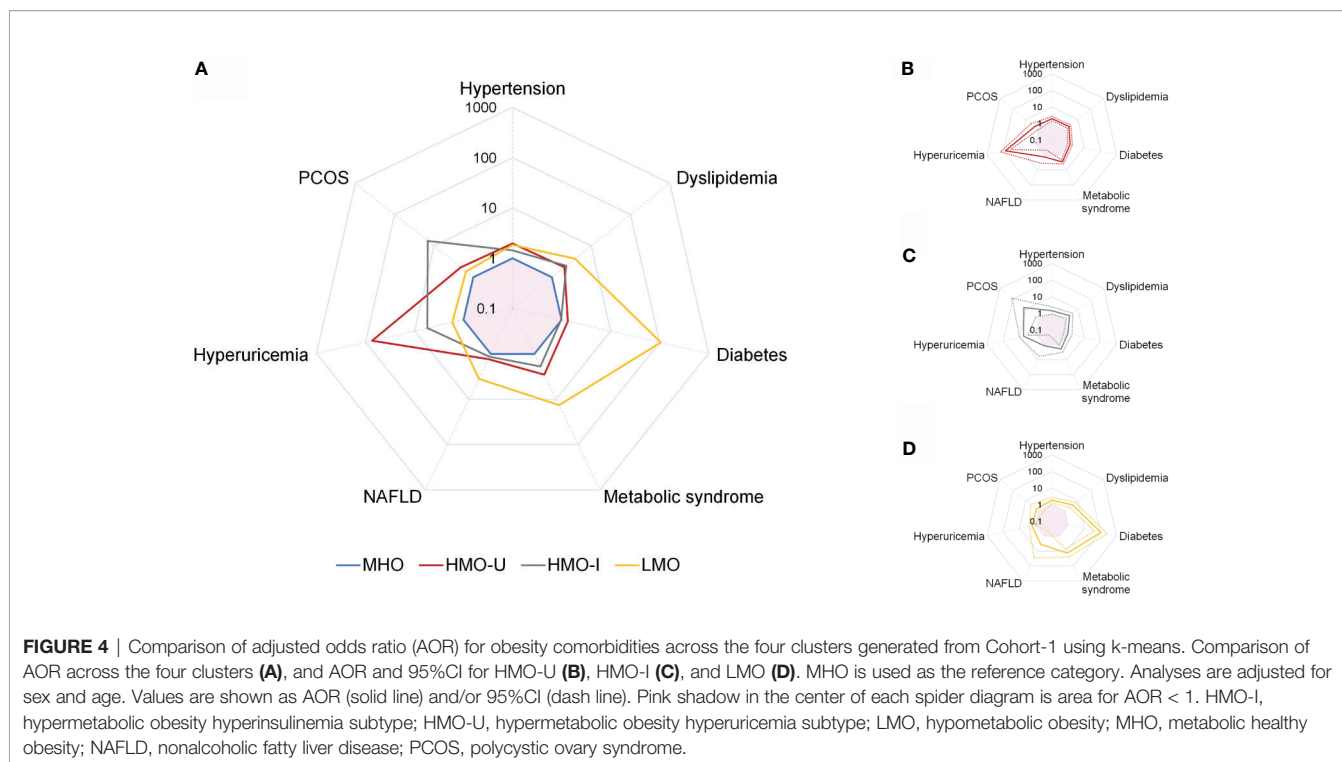 A
Hypertension
1000
100
10
1
0.1
Dyslipidemia
Diabetes
Metabolic syndrome
NAFLD
Hyperuricemia
PCOS
MHO HMO-U HMO-I LMO
B
Hypertension
1000
100
10
1
0.1
Dyslipidemia
Diabetes
Metabolic
syndrome
NAFLD
Hyperuricemia
PCOS
C
Hypertension
1000
100
10
1
0.1
Dyslipidemia
Diabetes
Metabolic
syndrome
NAFLD
Hyperuricemia
PCOS
D
Hypertension
1000
100
10
1
0.1
Dyslipidemia
Diabetes
Metabolic
syndrome
NAFLD
Hyperuricemia
PCOS
FIGURE 4 | Comparison of adjusted odds ratio (AOR) for obesity comorbidities across the four clusters generated from Cohort-1 using k-means. Comparison of
AOR across the four clusters (A), and AOR and 95%CI for HMO-U (B), HMO-I (C), and LMO (D). MHO is used as the reference category. Analyses are adjusted for
sex and age. Values are shown as AOR (solid line) and/or 95%CI (dash line). Pink shadow in the center of each spider diagram is area for AOR < 1. HMO-I,
hypermetabolic obesity hyperinsulinemia subtype; HMO-U, hypermetabolic obesity hyperuricemia subtype; LMO, hypometabolic obesity; MHO, metabolic healthy
obesity; NAFLD, nonalcoholic fatty liver disease; PCOS, polycystic ovary syndrome.